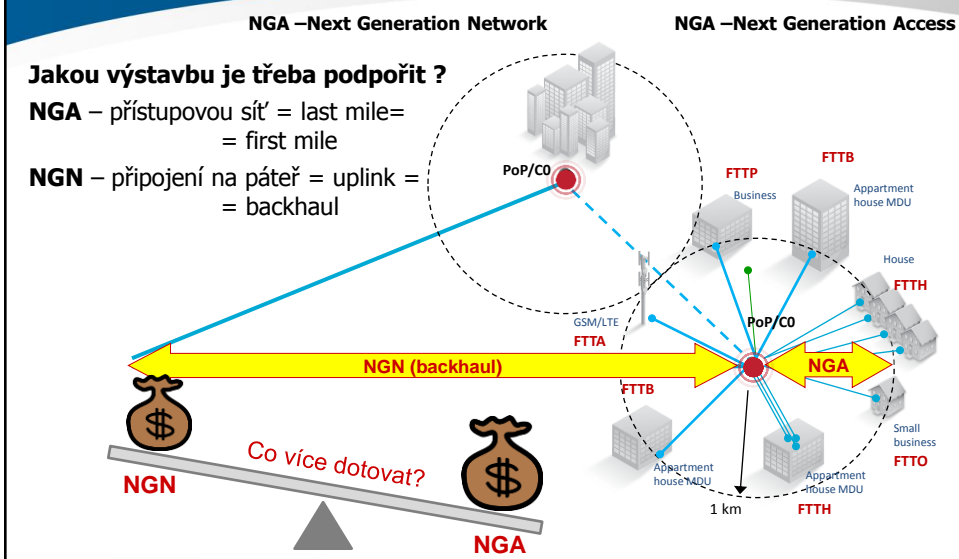 NGA –Next Generation Network
NGA –Next Generation Access
Jakou výstavbu je třeba podpořit ?
NGA – přístupovou síť = last mile=
= first mile
NGN – připojení na páteř = uplink =
= backhaul
PoP/C0
FTTP
Business
FTTB
Appartment
house MDU
House
FTTH
GSM/LTE
FTTA
PoP/C0
NGN (backhaul)
NGA
FTTB
Appartment
house MDU
Small
business
FTTO
Appartment
house MDU
FTTH
1 km
$
$
Co více dotovat?
NGN
NGA